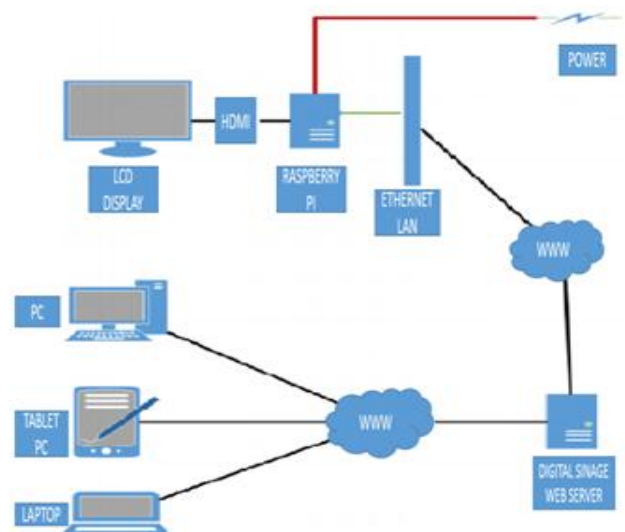 POWER
HDMI
LCD
DISPLAY
RASPBERRY
PI
ETHERNET
LAN
WWW
PC
TABLET
PC
WWW
LAPTOP
DIGITAL SINAGE
WEB SERVER